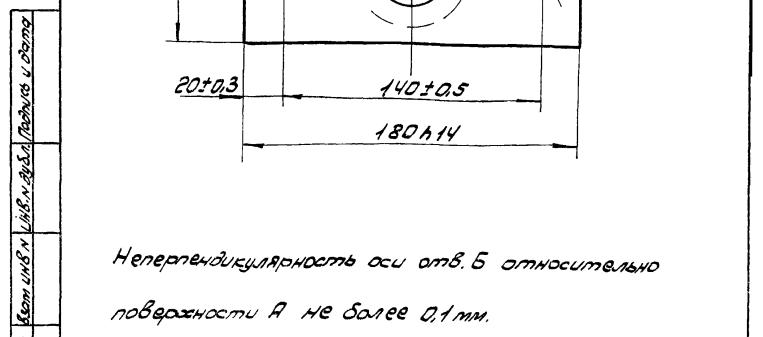 20±0,3
140±0,5
180h14
Неперпендикулярность оси отв. Б относительно
поверхности А не более 0,1 мм.
Подпись и дата
Инв. N дубл.
Взам инв N